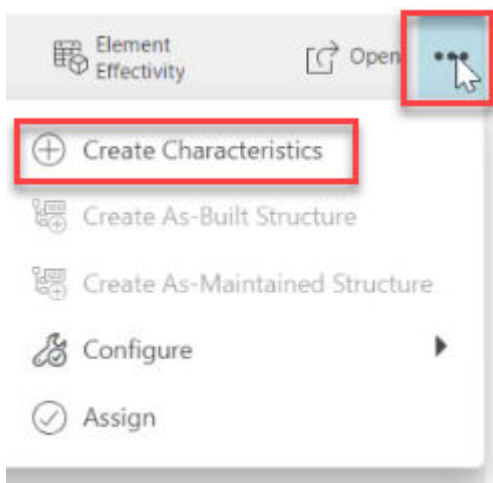 Element
Effectivity
Open
Create Characteristics
Create As-Built Structure
Create As-Maintained Structure
Configure
Assign